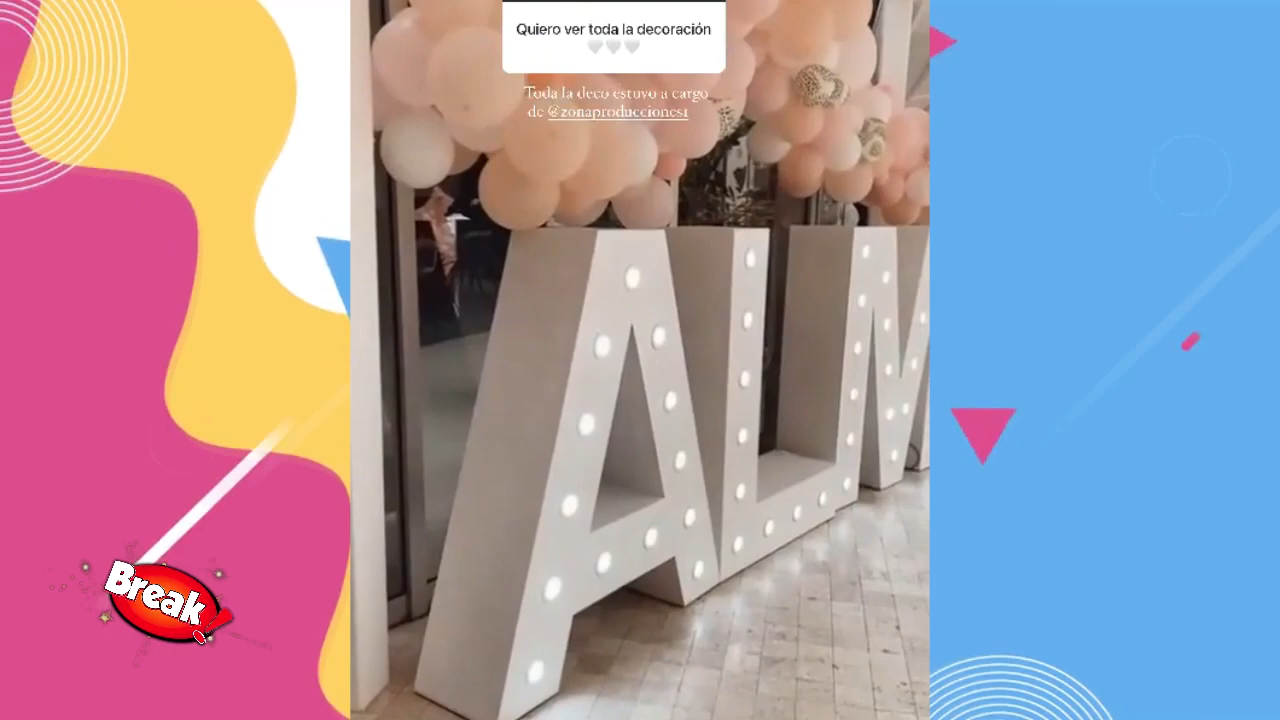 Quiero ver toda la decoración
🤍🤍🤍
Toda la deco estuvo a cargo
de @zonaproducciones1
ALM
Break!